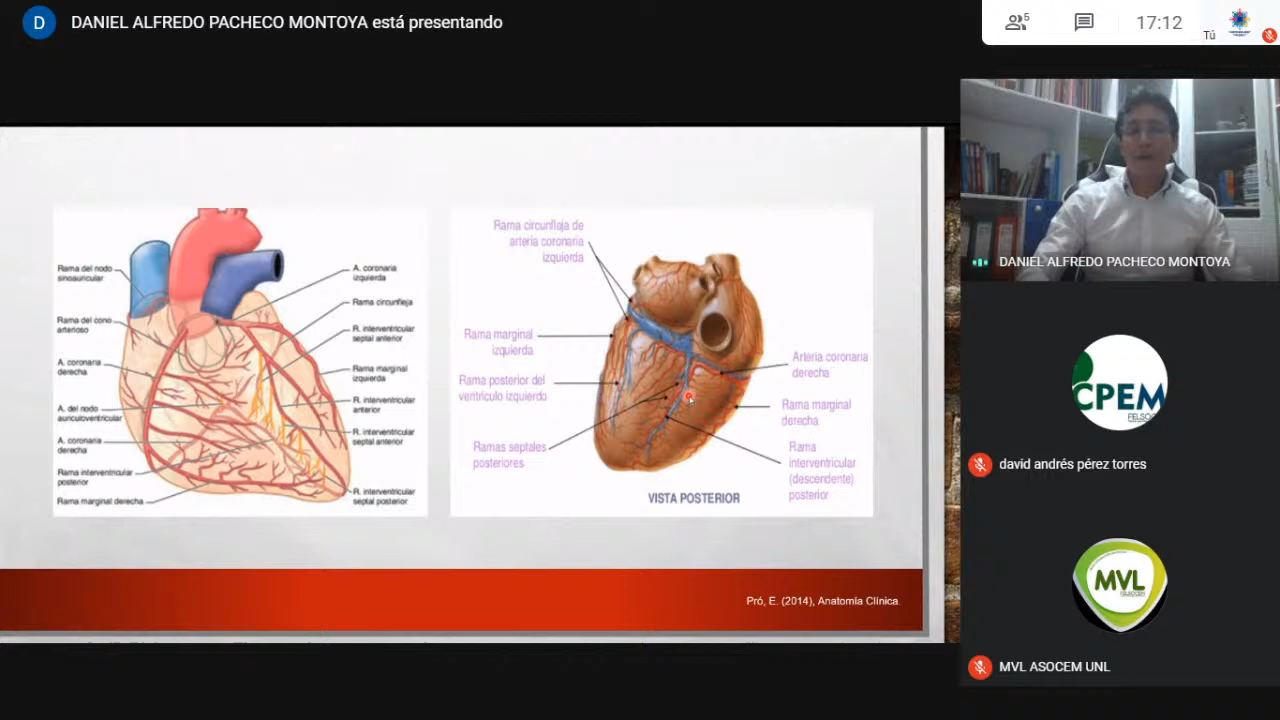 D DANIEL ALFREDO PACHECO MONTOYA está presentando
5
17:12
Tú
Rama del nodo
sinoauricular
Rama del cono
arterioso
A. coronaria
derecha
A. del nodo
auriculoventricular
A. coronaria
derecha
Rama interventricular
posterior
Rama marginal derecha
A. coronaria
izquierda
Rama circunfleja
R. interventricular
septal anterior
Rama marginal
izquierda
R. interventricular
anterior
R. interventricular
septal anterior
R. interventricular
septal posterior
Rama circunfleja de
arteria coronaria
izquierda
Rama marginal
izquierda
Rama posterior del
ventrículo izquierdo
Ramas septales
posteriores
Arteria coronaria
derecha
Rama marginal
derecha
Rama
interventricular
(descendente)
posterior
VISTA POSTERIOR
Pró, E. (2014), Anatomía Clínica.
DANIEL ALFREDO PACHECO MONTOYA
CPEM
FELSOCEM
david andrés pérez torres
MVL
FELSOCEM
MVL ASOCEM UNL